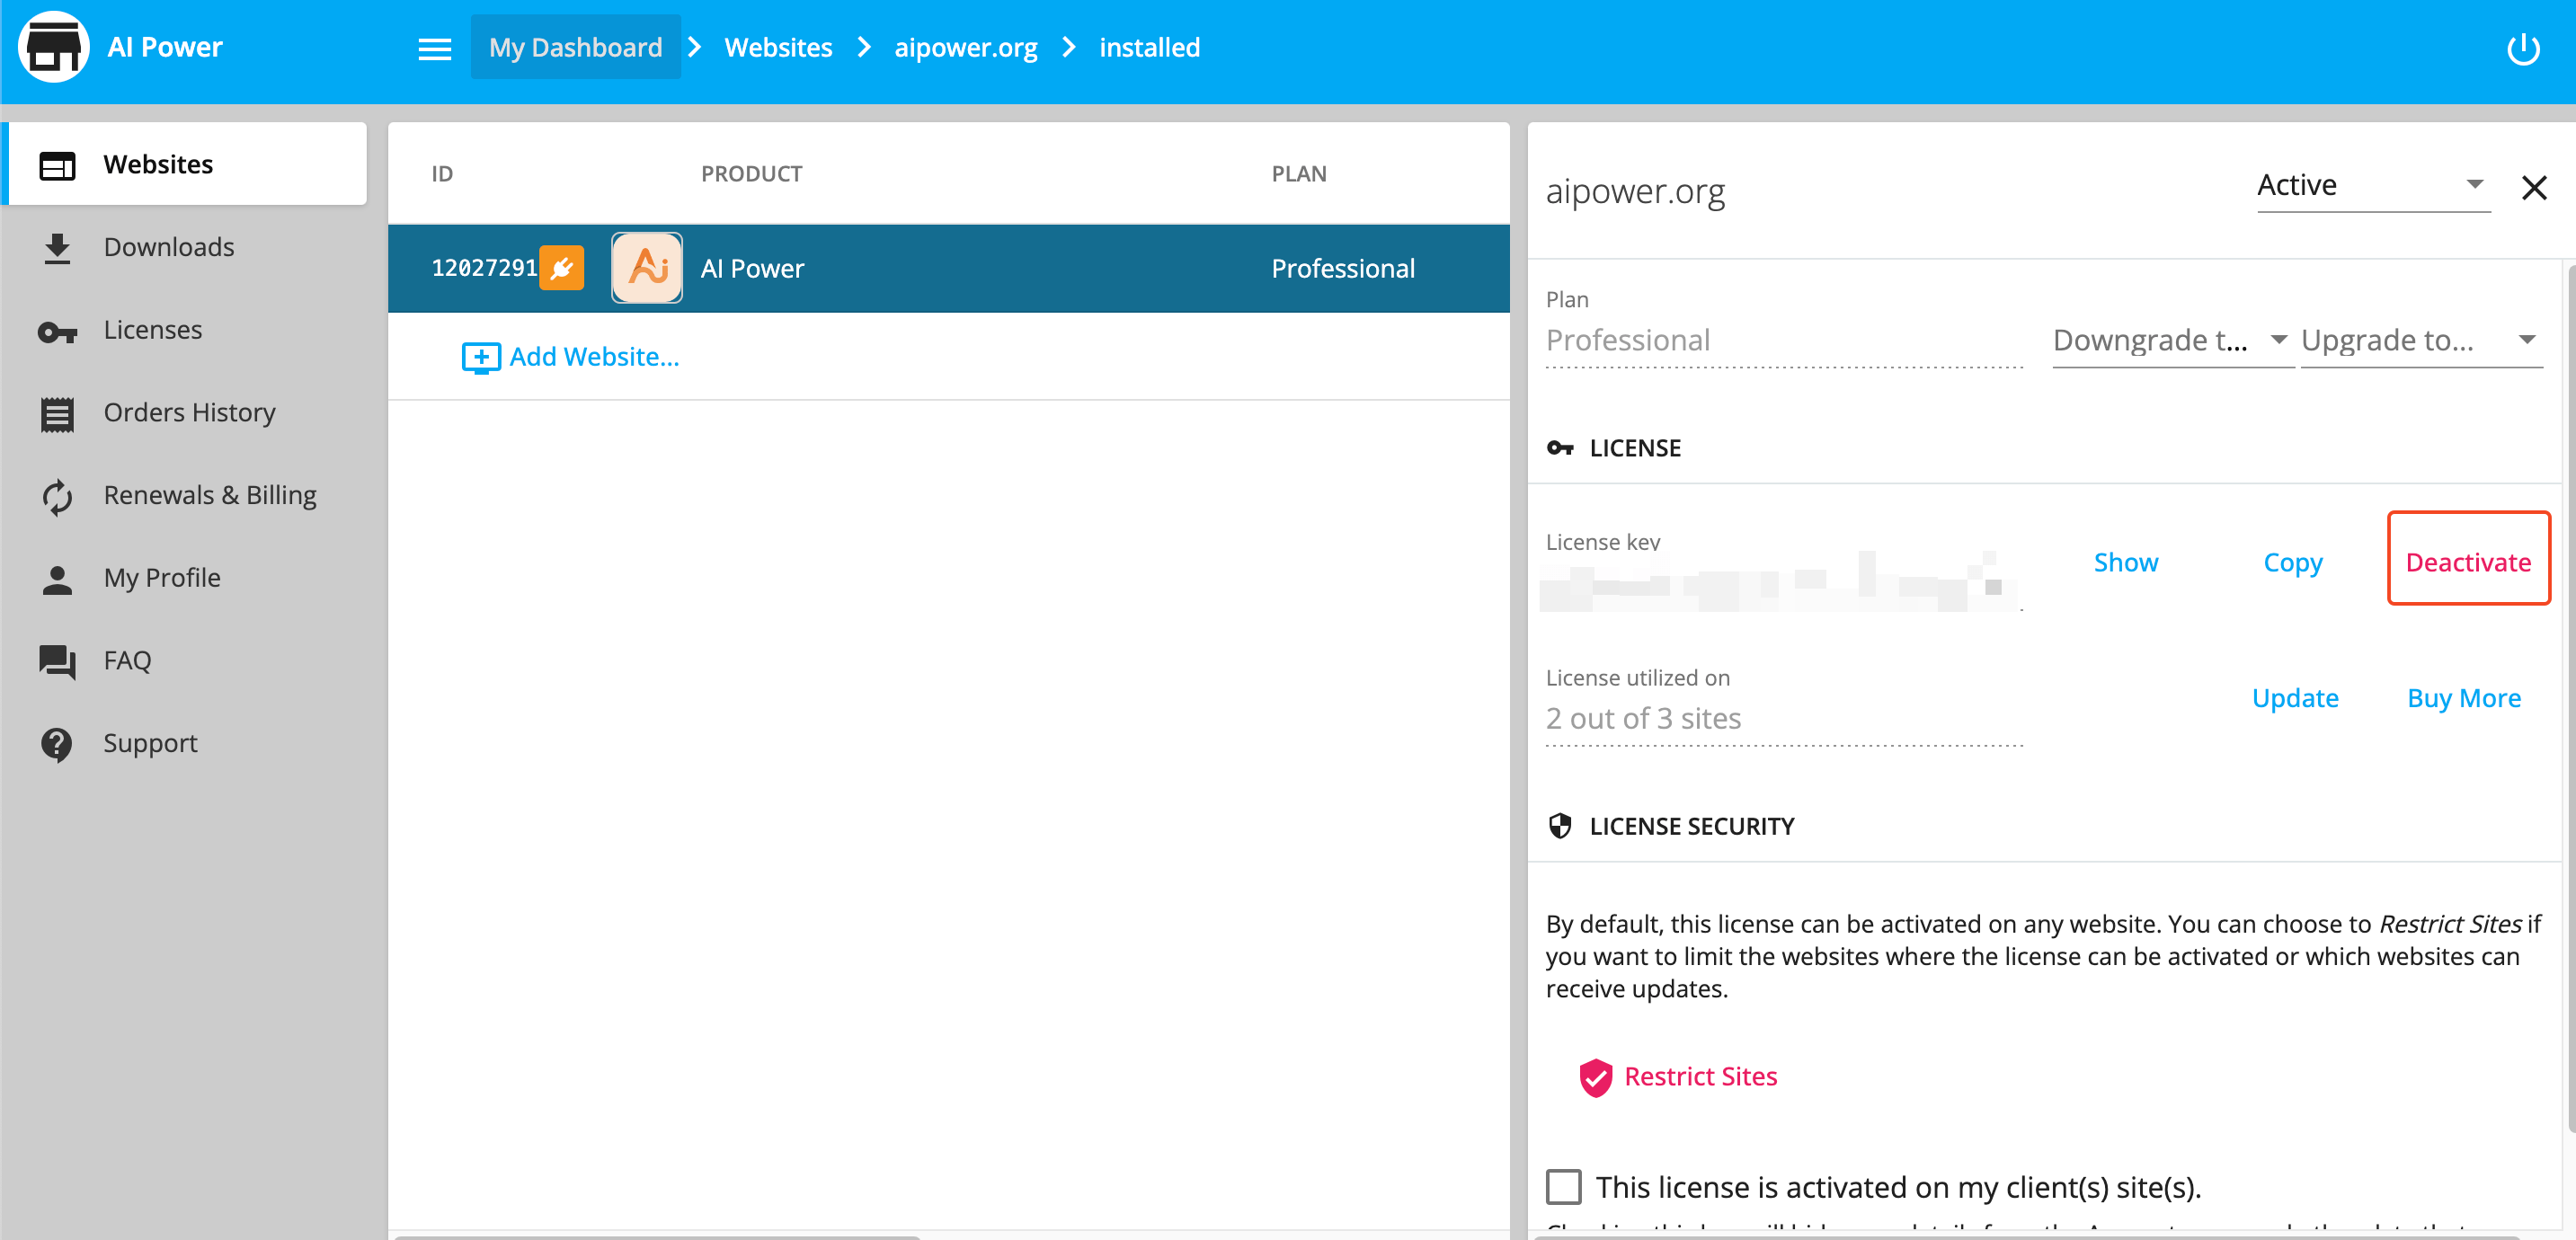 AI Power
My Dashboard > Websites > aipower.org > installed
Websites
Downloads
Licenses
Orders History
Renewals & Billing
My Profile
FAQ
Support
ID PRODUCT PLAN
12027291 AI Power Professional
Add Website...
aipower.org
Active
Plan
Professional
Downgrade t...
Upgrade to...
LICENSE
License key
Show
Copy
Deactivate
License utilized on
2 out of 3 sites
Update
Buy More
LICENSE SECURITY
By default, this license can be activated on any website. You can choose to Restrict Sites if
you want to limit the websites where the license can be activated or which websites can
receive updates.
Restrict Sites
This license is activated on my client(s) site(s).